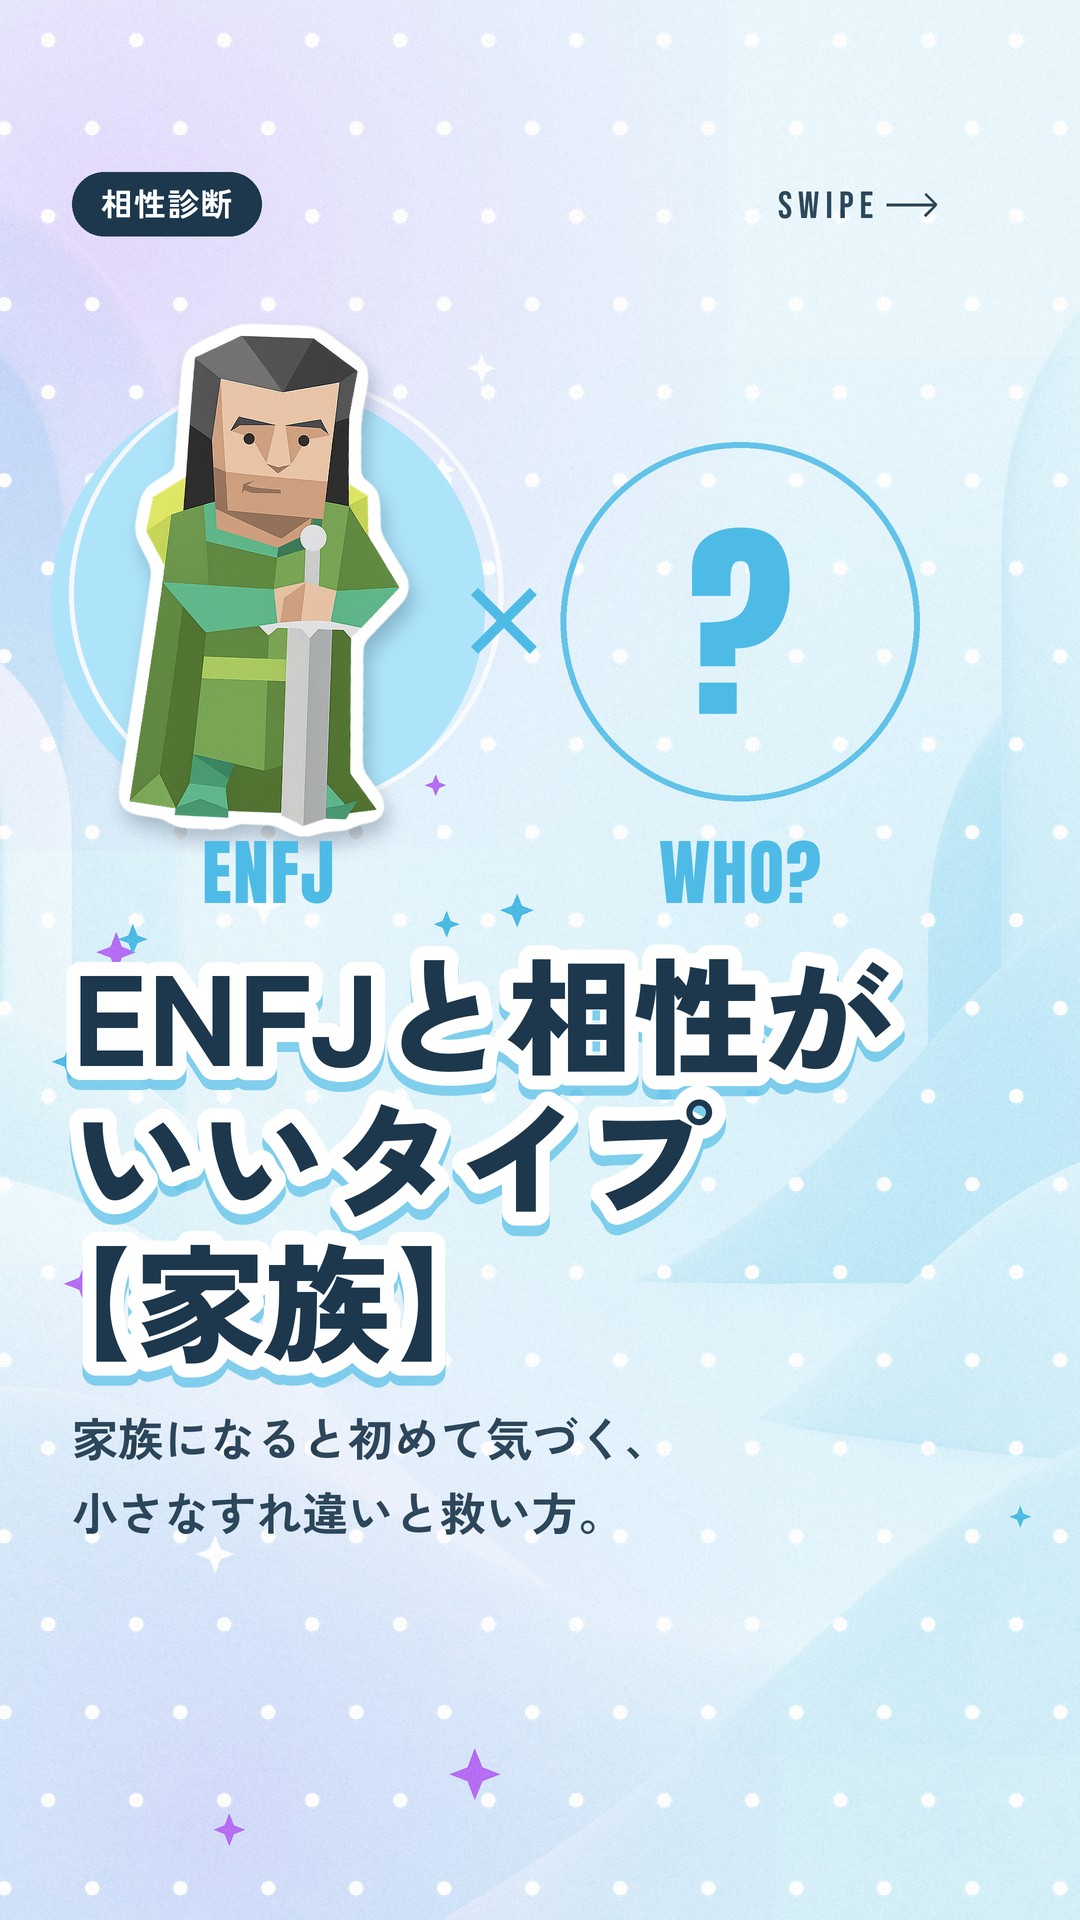 相性診断
SWIPE →
?
×
ENFJ
WHO?
ENFJと相性が
いいタイプ
【家族】
家族になると初めて気づく、
小さなすれ違いと救い方。